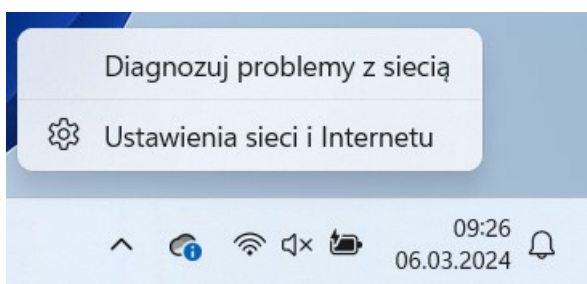 Diagnozuj problemy z siecią
Ustawienia sieci i Internetu
09:26
06.03.2024